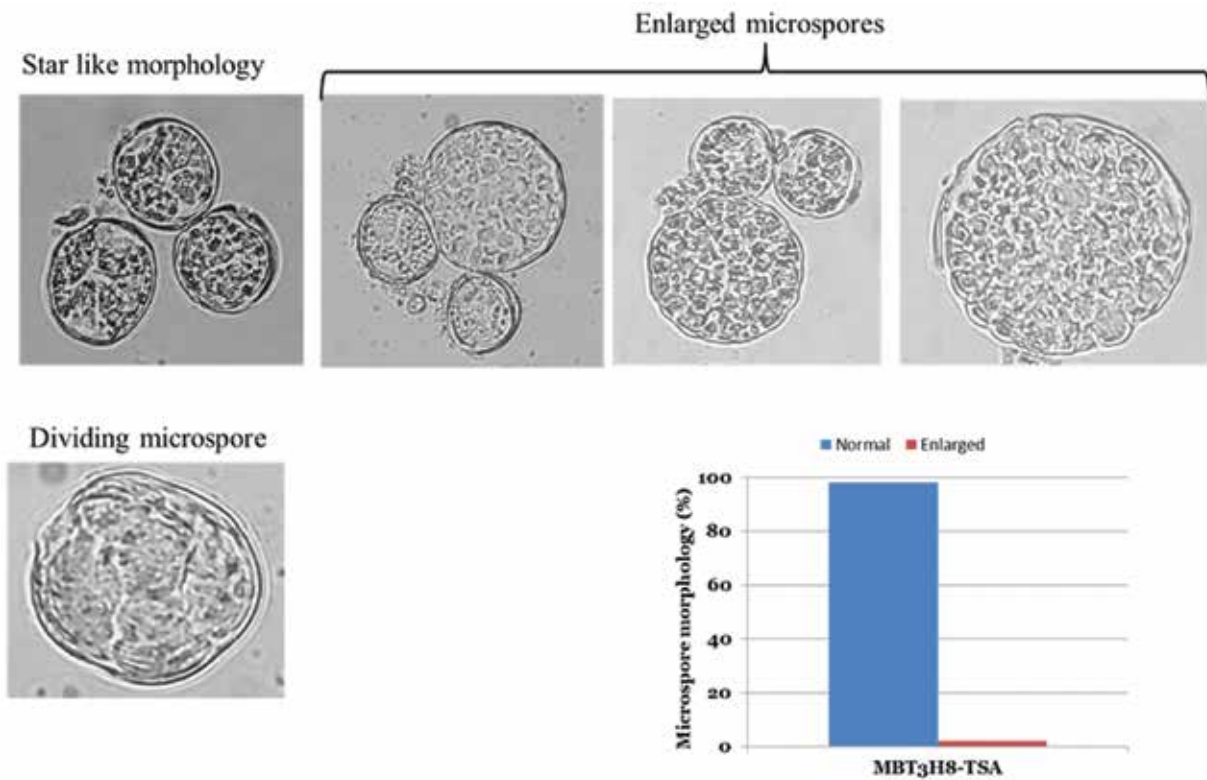 Enlarged microspores
Star like morphology
Dividing microspore
Normal Enlarged
Microspore morphology (%)
100
80
60
40
20
0
MBT3H8-TSA